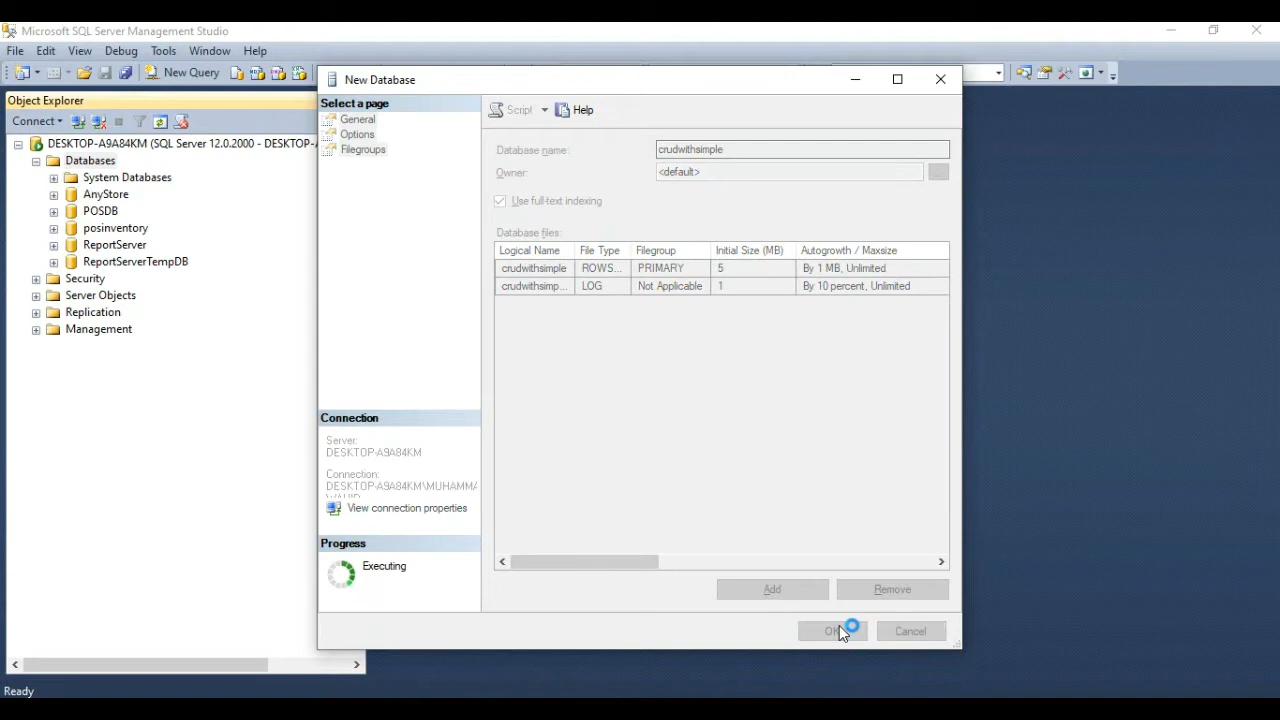 Microsoft SQL Server Management Studio
File Edit View Debug Tools Window Help
New Query
Object Explorer
Connect
DESKTOP-A9A84KM (SQL Server 12.0.2000 - DESKTOP-A
Databases
System Databases
AnyStore
POSDB
posinventory
ReportServer
ReportServerTempDB
Security
Server Objects
Replication
Management
Ready
New Database
Select a page
General
Options
Filegroups
Connection
Server:
DESKTOP-A9A84KM
Connection:
DESKTOP-A9A84KM\MUHAMMA
View connection properties
Progress
Executing
Script Help
Database name: crudwithsimple
Owner: <default> ...
Use full-text indexing
Database files:
Logical Name File Type Filegroup Initial Size (MB) Autogrowth / Maxsize
crudwithsimple ROWS... PRIMARY 5 By 1 MB, Unlimited
crudwithsimp... LOG Not Applicable 1 By 10 percent, Unlimited
Add Remove
OK Cancel